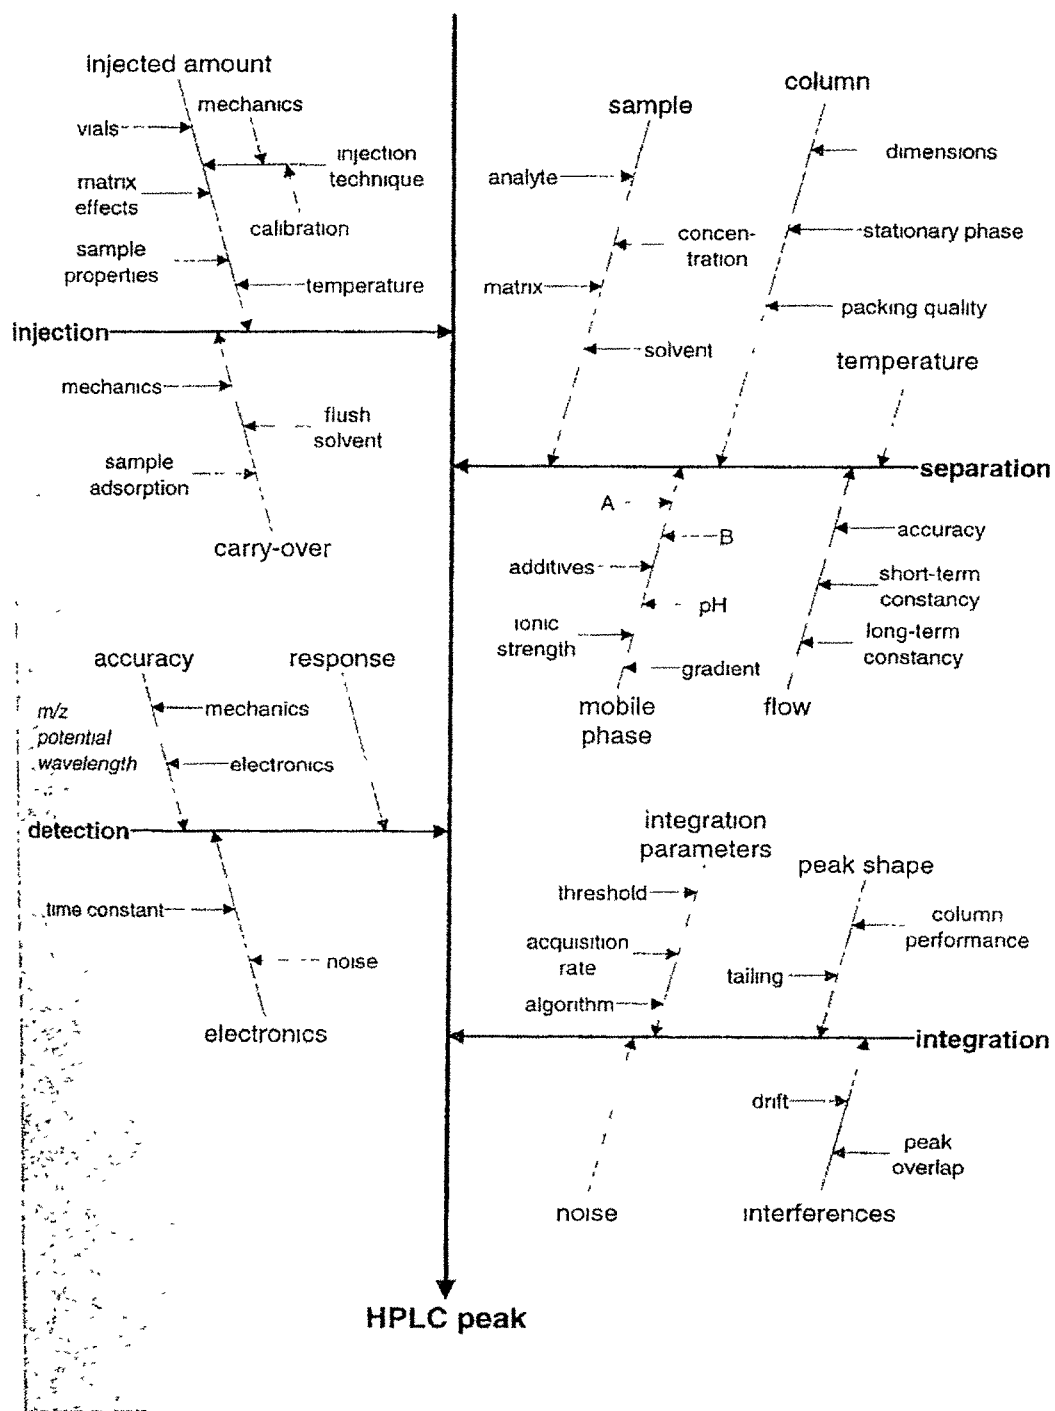 injected amount
mechanics
vials
injection
technique
matrix
effects
calibration
sample
properties
temperature
injection
mechanics
flush
solvent
sample
adsorption
carry-over
sample
column
analyte
dimensions
concen-
tration
stationary phase
matrix
packing quality
solvent
temperature
separation
A
B
accuracy
additives
short-term
constancy
pH
ionic
strength
long-term
constancy
gradient
mobile
phase
flow
accuracy
response
m/z
potential
wavelength
mechanics
electronics
detection
time constant
noise
electronics
integration
parameters
peak shape
threshold
column
performance
acquisition
rate
tailing
algorithm
integration
drift
peak
overlap
noise
interferences
HPLC peak